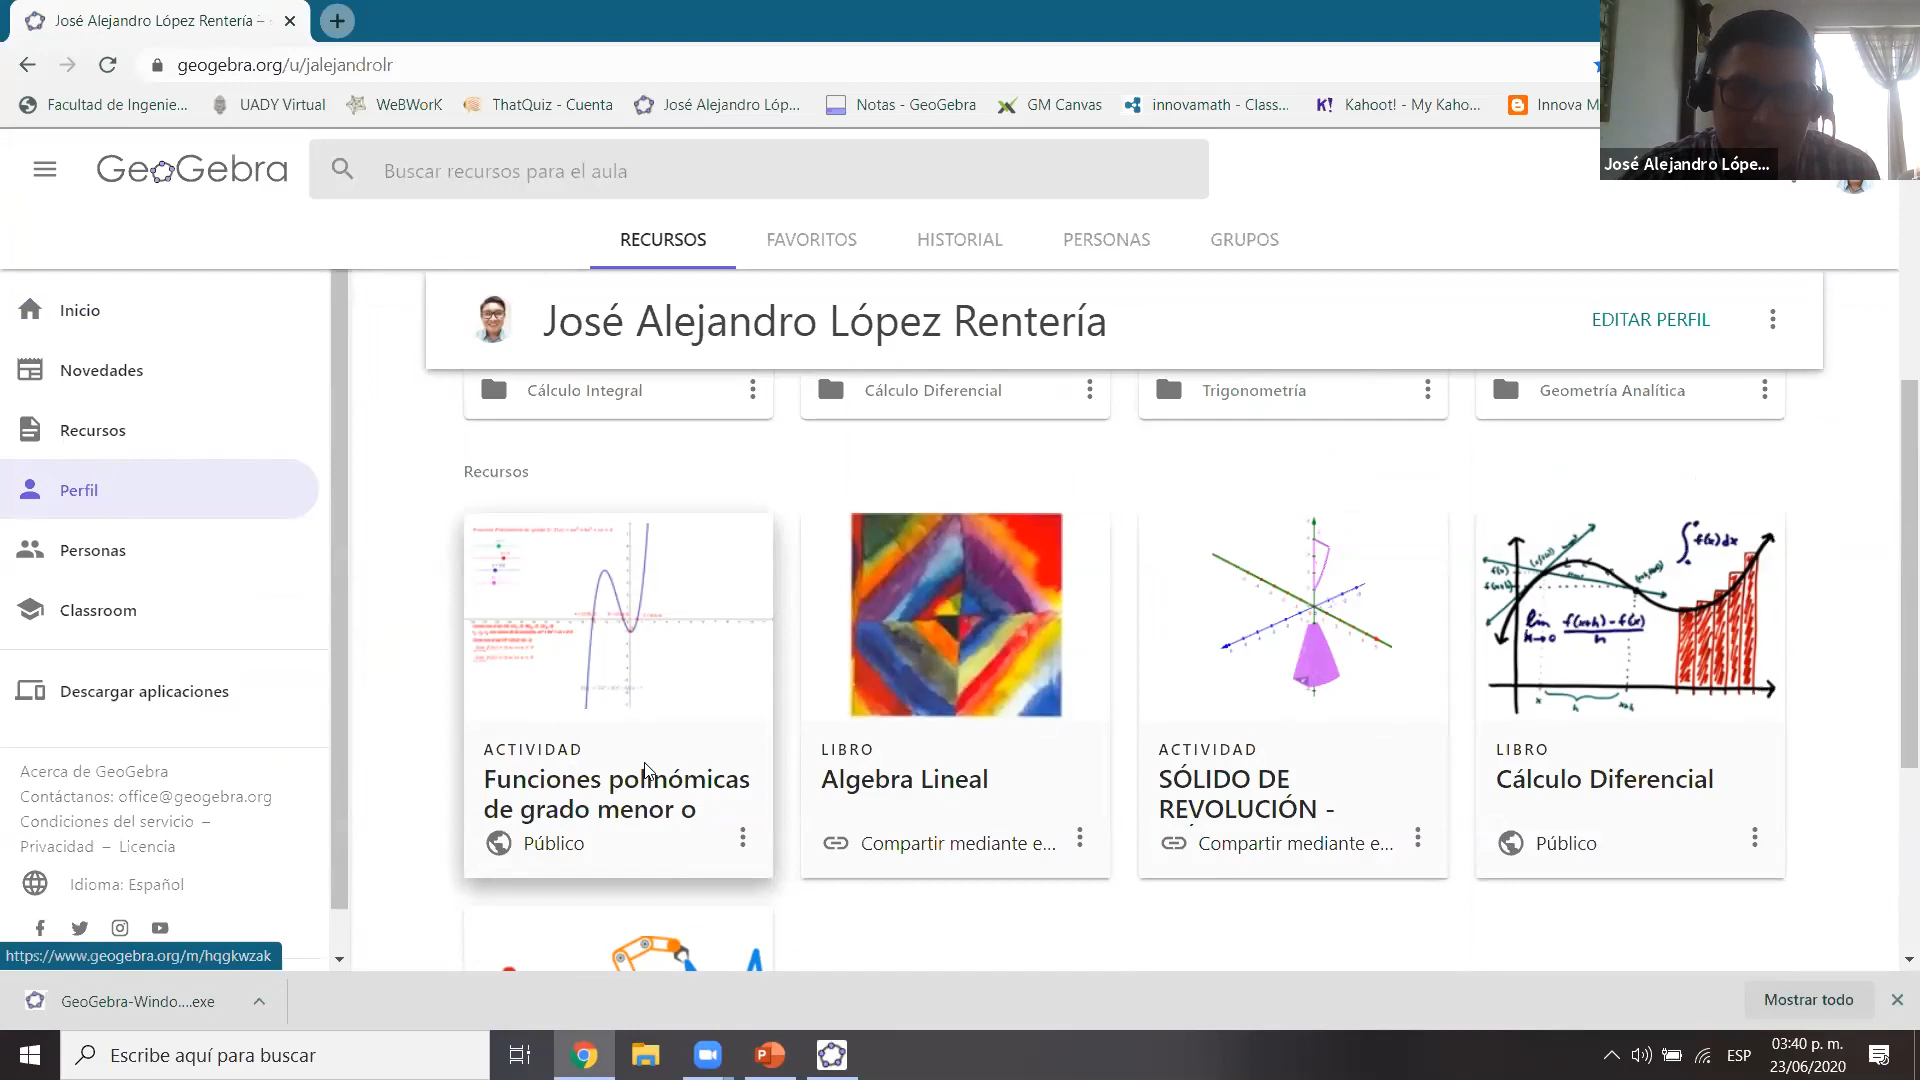 José Alejandro López Rentería –
geogebra.org/u/jalejandrolr
Facultad de Ingenie...
UADY Virtual
WeBWorK
ThatQuiz - Cuenta
José Alejandro Lóp...
Notas - GeoGebra
GM Canvas
innovamath - Class...
Kahoot! - My Kaho...
Innova M
José Alejandro Lópe...
GeoGebra
Buscar recursos para el aula
RECURSOS
FAVORITOS
HISTORIAL
PERSONAS
GRUPOS
Inicio
Novedades
Recursos
Perfil
Personas
Classroom
Descargar aplicaciones
Acerca de GeoGebra
Contáctanos: office@geogebra.org
Condiciones del servicio –
Privacidad – Licencia
Idioma: Español
https://www.geogebra.org/m/hqgkwzak
José Alejandro López Rentería
EDITAR PERFIL
Cálculo Integral
Cálculo Diferencial
Trigonometría
Geometría Analítica
Recursos
ACTIVIDAD
Funciones polinómicas
de grado menor o
Público
LIBRO
Algebra Lineal
Compartir mediante e...
ACTIVIDAD
SÓLIDO DE
REVOLUCIÓN -
Compartir mediante e...
∫ f(x)dx
lim f(x+h)-f(x)
h→0 h
LIBRO
Cálculo Diferencial
Público
GeoGebra-Windo....exe
Mostrar todo
Escribe aquí para buscar
ESP
03:40 p. m.
23/06/2020